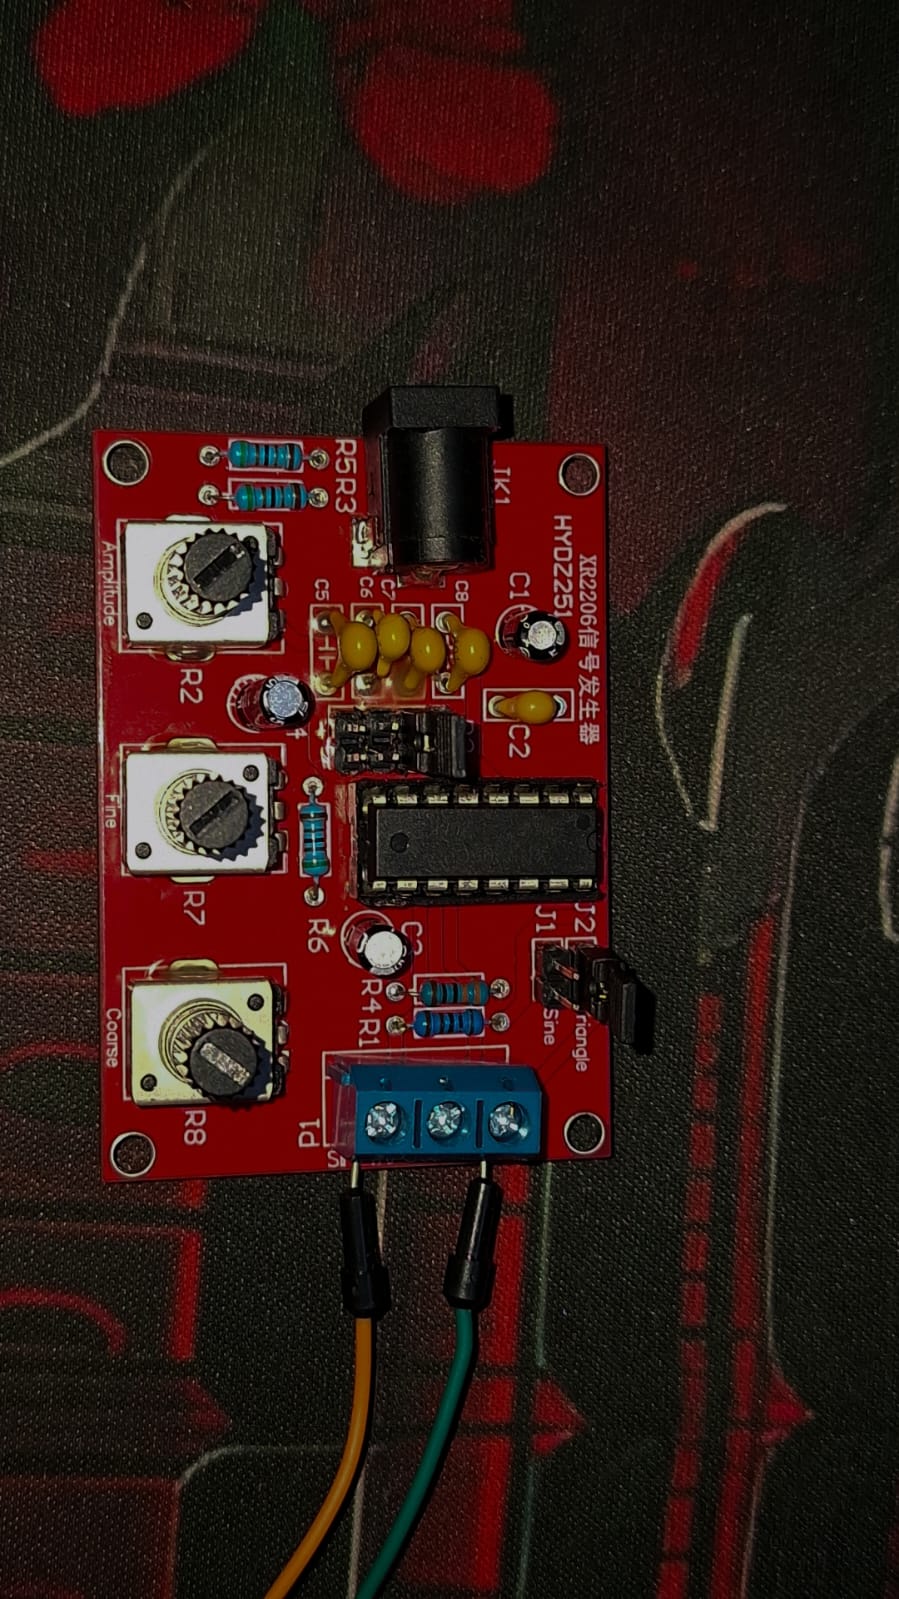 XR2206信号发生器
HYDZ251
J2
Triangle
J1
Sine
JK1
C1
C2
C8
C7
C6
C5
C3
R4
R1
R5
R3
R6
P1
R2
R7
R8
Amplitude
Fine
Coarse